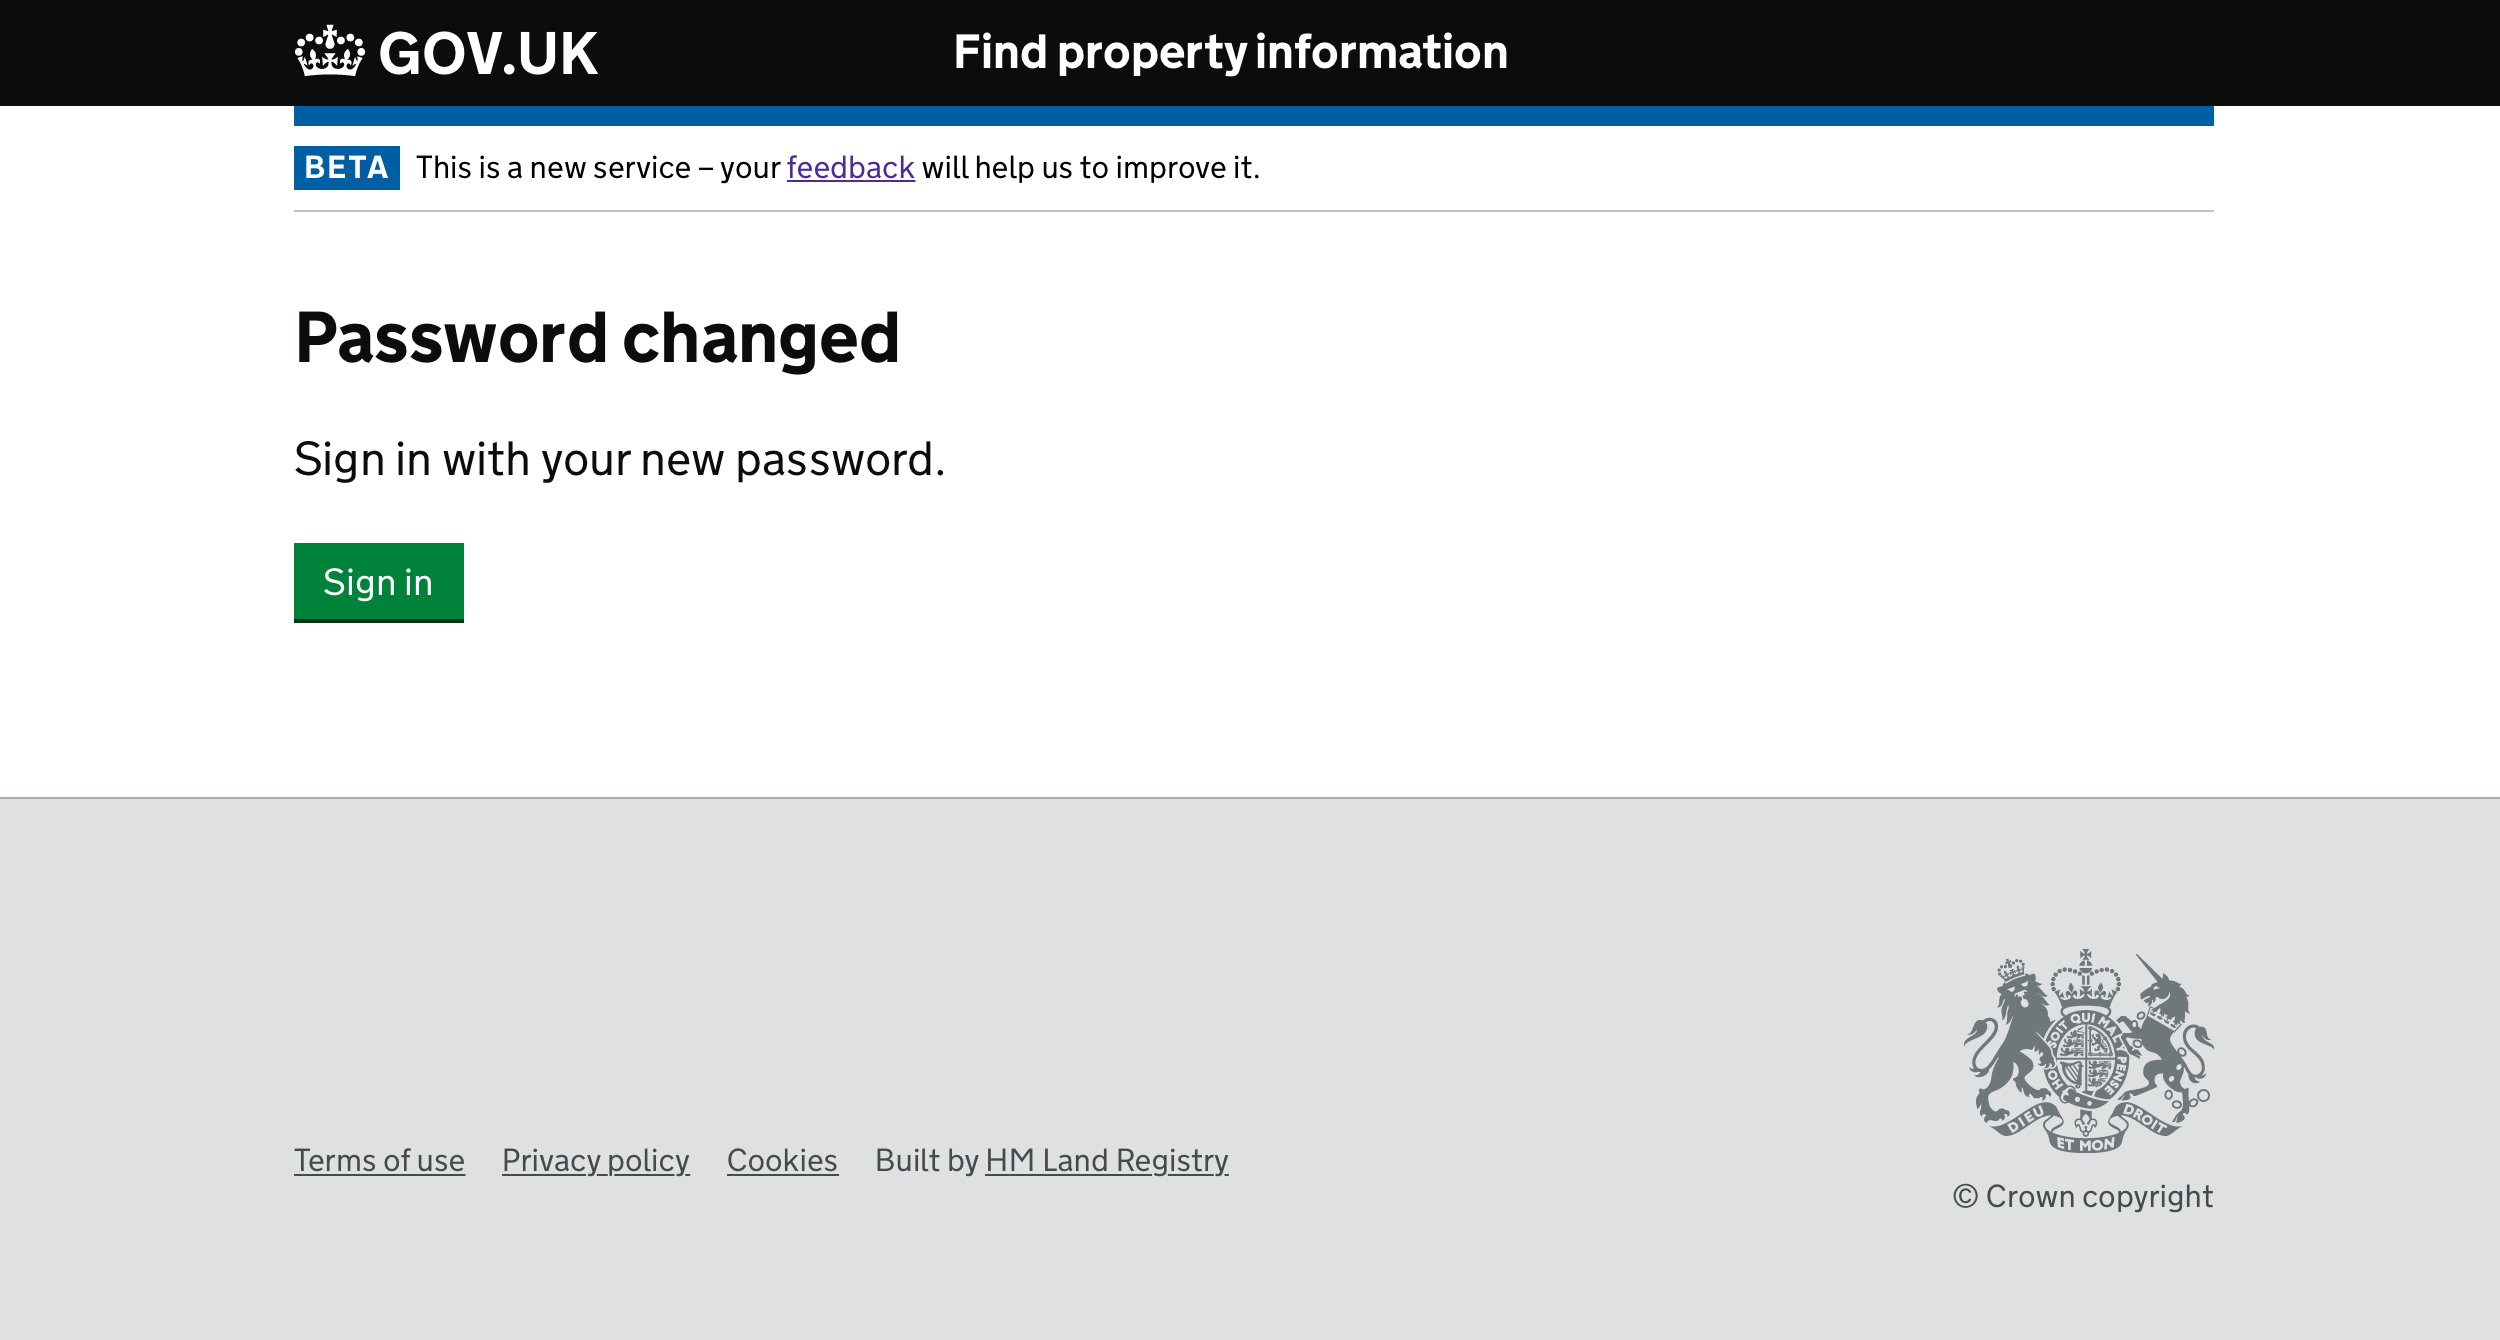 GOV.UK Find property information
BETA This is a new service – your feedback will help us to improve it.
Password changed
Sign in with your new password.
Sign in
QUI MAL
PENSE
DIEU
ET MON
DROIT
Terms of use Privacy policy Cookies Built by HM Land Registry
© Crown copyright